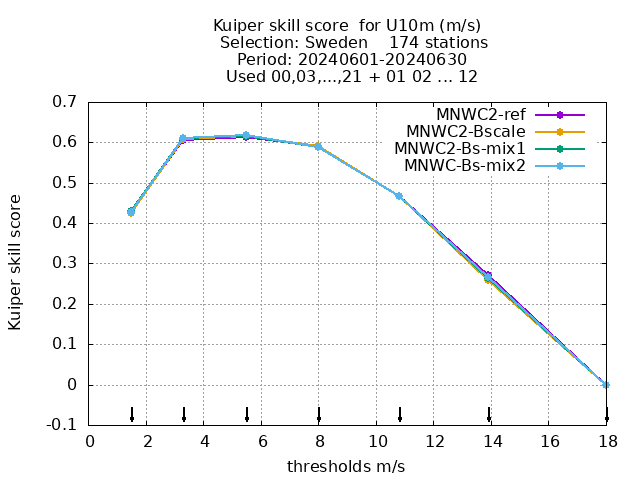 Kuiper skill score  for U10m (m/s)
Selection: Sweden    174 stations
Period: 20240601-20240630
Used 00,03,...,21 + 01 02 ... 12
MNWC2-ref
MNWC2-Bscale
MNWC2-Bs-mix1
MNWC-Bs-mix2
Kuiper skill score
0.7
0.6
0.5
0.4
0.3
0.2
0.1
0
-0.1
0 2 4 6 8 10 12 14 16 18
thresholds m/s